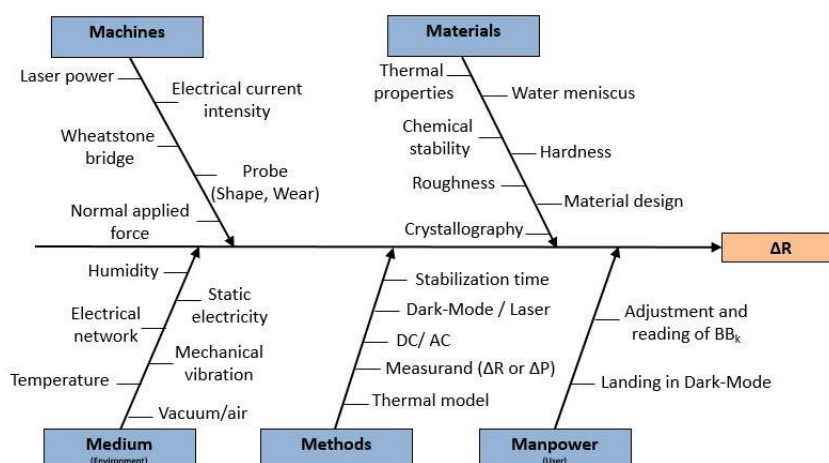 Machines
Materials
Laser power
Electrical current
intensity
Wheatstone
bridge
Probe
(Shape, Wear)
Normal applied
force
Thermal
properties
Water meniscus
Chemical
stability
Hardness
Roughness
Material design
Crystallography
ΔR
Humidity
Static
electricity
Electrical
network
Mechanical
vibration
Temperature
Vacuum/air
Stabilization time
Dark-Mode / Laser
DC/ AC
Measurand (ΔR or ΔP)
Thermal model
Adjustment and
reading of BBk
Landing in Dark-Mode
Medium
(Environment)
Methods
Manpower
(User)